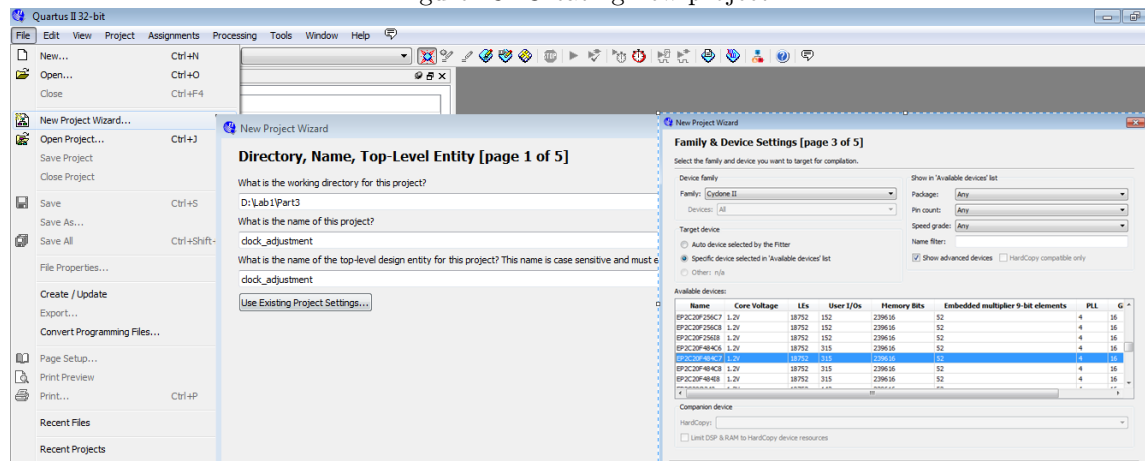 Quartus II 32-bit
File Edit View Project Assignments Processing Tools Window Help
New... Ctrl+N
Open... Ctrl+O
Close Ctrl+F4
New Project Wizard...
Open Project... Ctrl+J
Save Project
Close Project
Save Ctrl+S
Save As...
Save All Ctrl+Shift-
File Properties...
Create / Update
Export...
Convert Programming Files...
Page Setup...
Print Preview
Print... Ctrl+P
Recent Files
Recent Projects
New Project Wizard
Directory, Name, Top-Level Entity [page 1 of 5]
What is the working directory for this project?
D:\Lab1\Part3
What is the name of this project?
clock_adjustment
What is the name of the top-level design entity for this project? This name is case sensitive and must e
clock_adjustment
Use Existing Project Settings...
New Project Wizard
Family & Device Settings [page 3 of 5]
Select the family and device you want to target for compilation.
Device family
Family: Cyclone II
Devices: All
Target device
Auto device selected by the Fitter
Specific device selected in 'Available devices' list
Other: n/a
Show in 'Available devices' list
Package: Any
Pin count: Any
Speed grade: Any
Name filter:
Show advanced devices HardCopy compatible only
Available devices:
Name Core Voltage LEs User I/Os Memory Bits Embedded multiplier 9-bit elements PLL G
EP2C20F256C7 1.2V 18752 152 239616 52 4 16
EP2C20F256C8 1.2V 18752 152 239616 52 4 16
EP2C20F256I8 1.2V 18752 152 239616 52 4 16
EP2C20F484C6 1.2V 18752 315 239616 52 4 16
EP2C20F484C7 1.2V 18752 315 239616 52 4 16
EP2C20F484C8 1.2V 18752 315 239616 52 4 16
EP2C20F484I8 1.2V 18752 315 239616 52 4 16
Companion device
HardCopy:
Limit DSP & RAM to HardCopy device resources